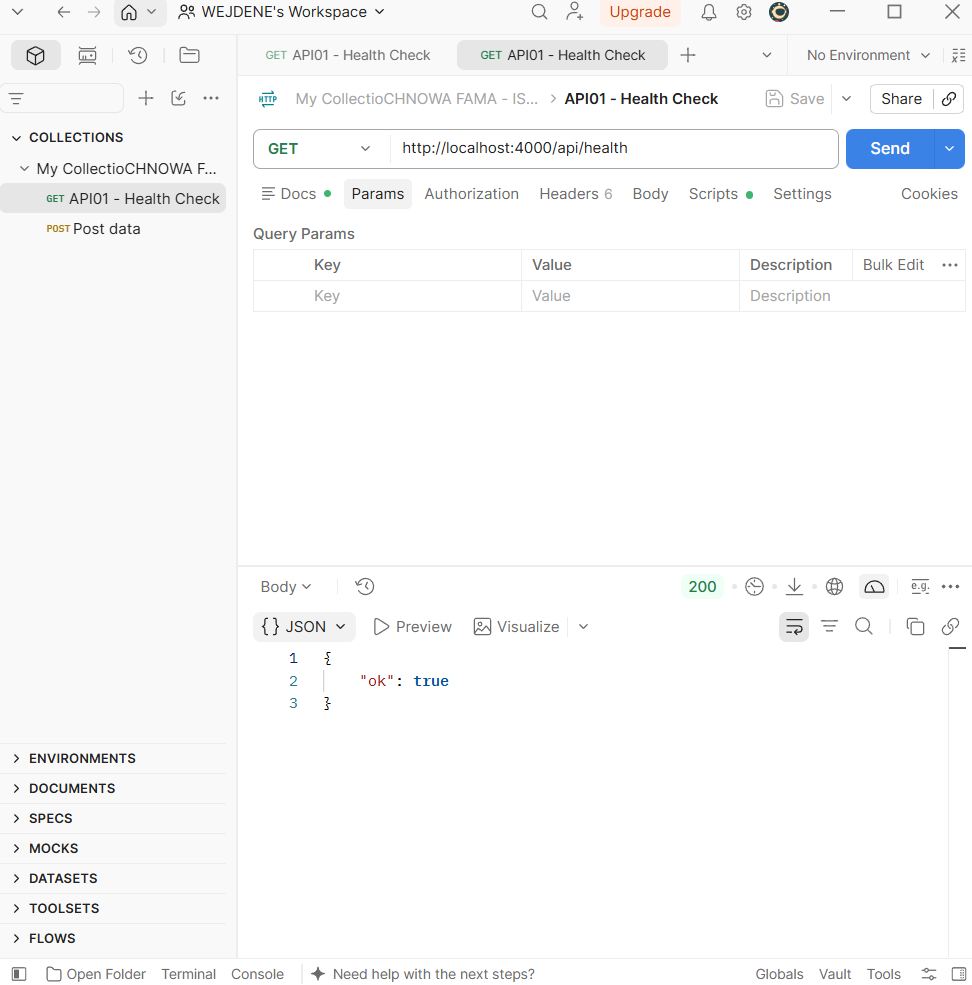 WEJDENE's Workspace
Upgrade
GET API01 - Health Check
GET API01 - Health Check
No Environment
HTTP My CollectioCHNOWA FAMA - IS... > API01 - Health Check
Save
Share
COLLECTIONS
My CollectioCHNOWA F...
GET API01 - Health Check
POST Post data
GET
http://localhost:4000/api/health
Send
Docs
Params
Authorization
Headers 6
Body
Scripts
Settings
Cookies
Query Params
Key Value Description Bulk Edit
Key Value Description
Body
200
e.g.
{ } JSON
Preview
Visualize
1 {
2 "ok": true
3 }
ENVIRONMENTS
DOCUMENTS
SPECS
MOCKS
DATASETS
TOOLSETS
FLOWS
Open Folder Terminal Console Need help with the next steps? Globals Vault Tools